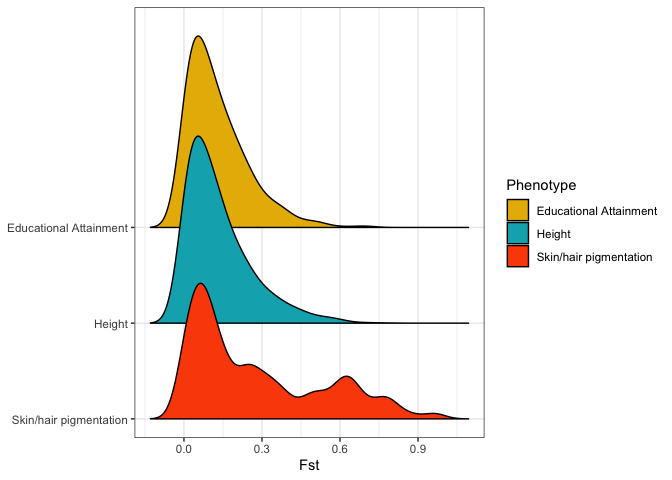 Educational Attainment
Height
Skin/hair pigmentation
0.0 0.3 0.6 0.9
Fst
Phenotype
Educational Attainment
Height
Skin/hair pigmentation